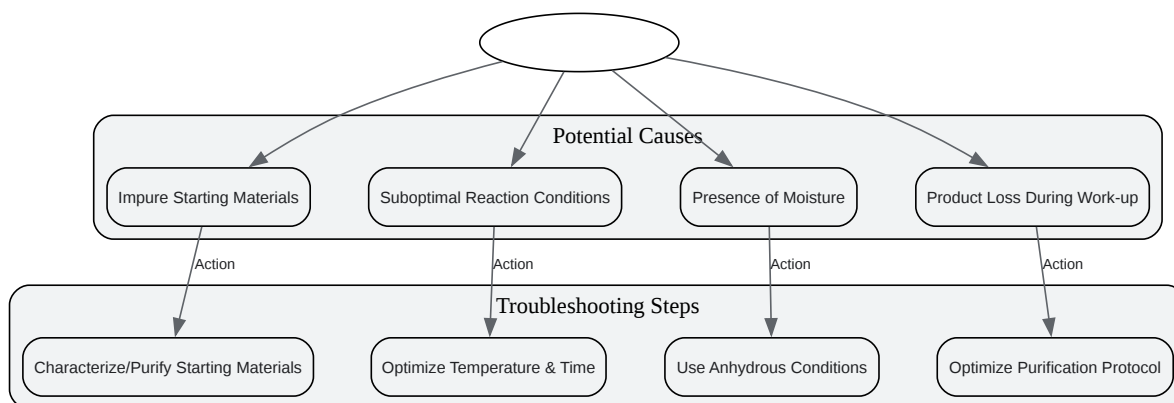 Potential Causes
Impure Starting Materials
Suboptimal Reaction Conditions
Presence of Moisture
Product Loss During Work-up
Action
Action
Action
Action
Troubleshooting Steps
Characterize/Purify Starting Materials
Optimize Temperature & Time
Use Anhydrous Conditions
Optimize Purification Protocol